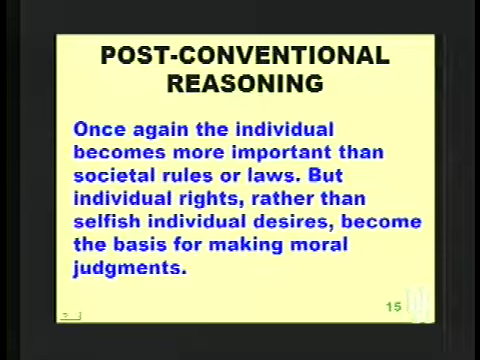 POST-CONVENTIONAL
REASONING
Once again the individual
becomes more important than
societal rules or laws. But
individual rights, rather than
selfish individual desires, become
the basis for making moral
judgments.
15